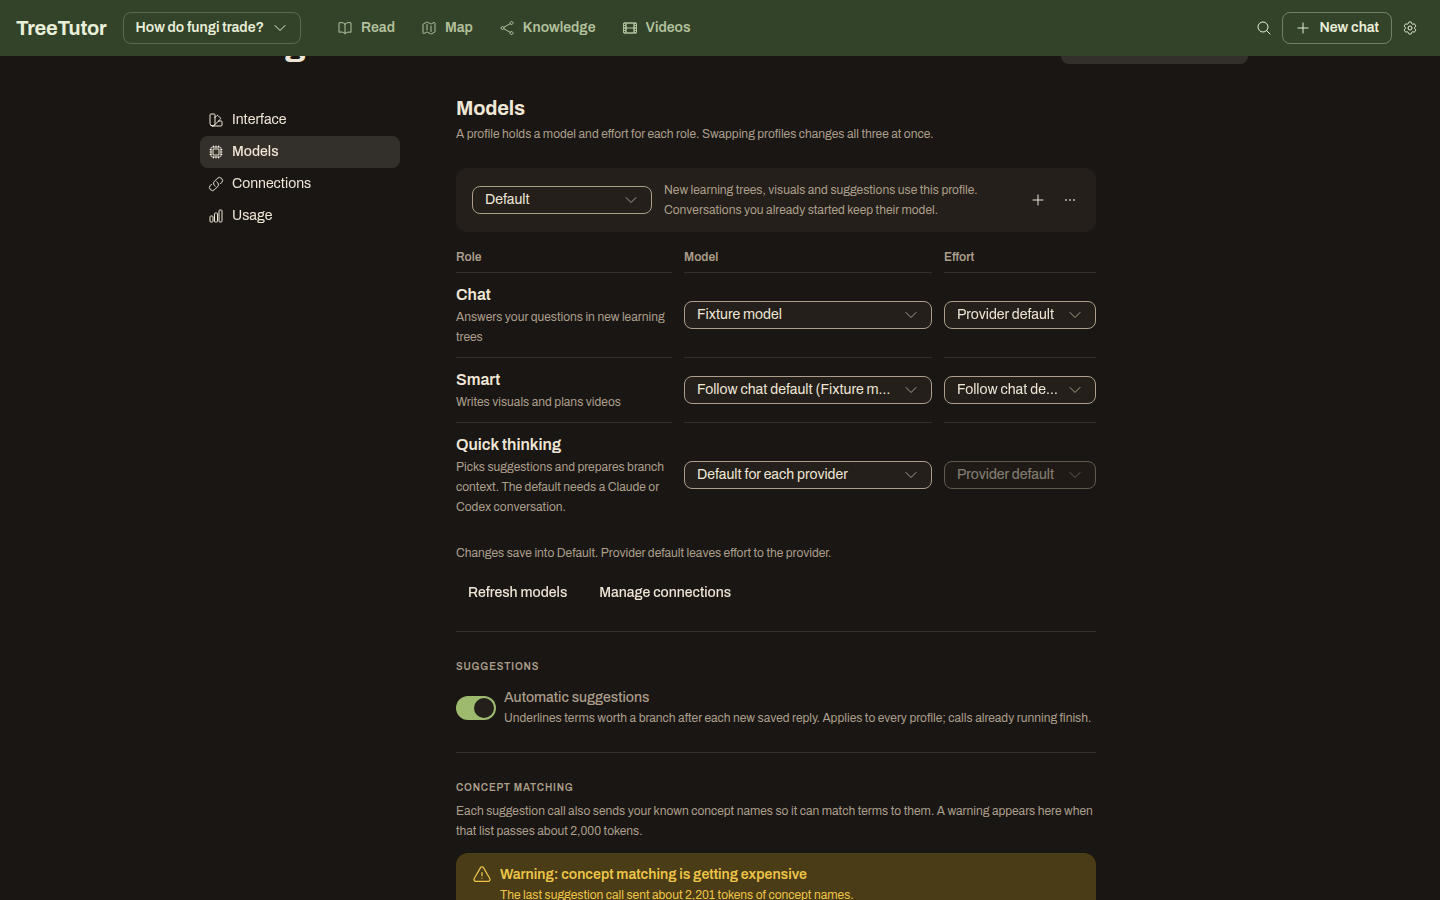 TreeTutor
How do fungi trade?
Read
Map
Knowledge
Videos
New chat
Interface
Models
Connections
Usage
Models
A profile holds a model and effort for each role. Swapping profiles changes all three at once.
Default
New learning trees, visuals and suggestions use this profile.
Conversations you already started keep their model.
Role
Model
Effort
Chat
Answers your questions in new learning
trees
Fixture model
Provider default
Smart
Writes visuals and plans videos
Follow chat default (Fixture m...
Follow chat de...
Quick thinking
Picks suggestions and prepares branch
context. The default needs a Claude or
Codex conversation.
Default for each provider
Provider default
Changes save into Default. Provider default leaves effort to the provider.
Refresh models
Manage connections
SUGGESTIONS
Automatic suggestions
Underlines terms worth a branch after each new saved reply. Applies to every profile; calls already running finish.
CONCEPT MATCHING
Each suggestion call also sends your known concept names so it can match terms to them. A warning appears here when
that list passes about 2,000 tokens.
Warning: concept matching is getting expensive
The last suggestion call sent about 2,201 tokens of concept names.